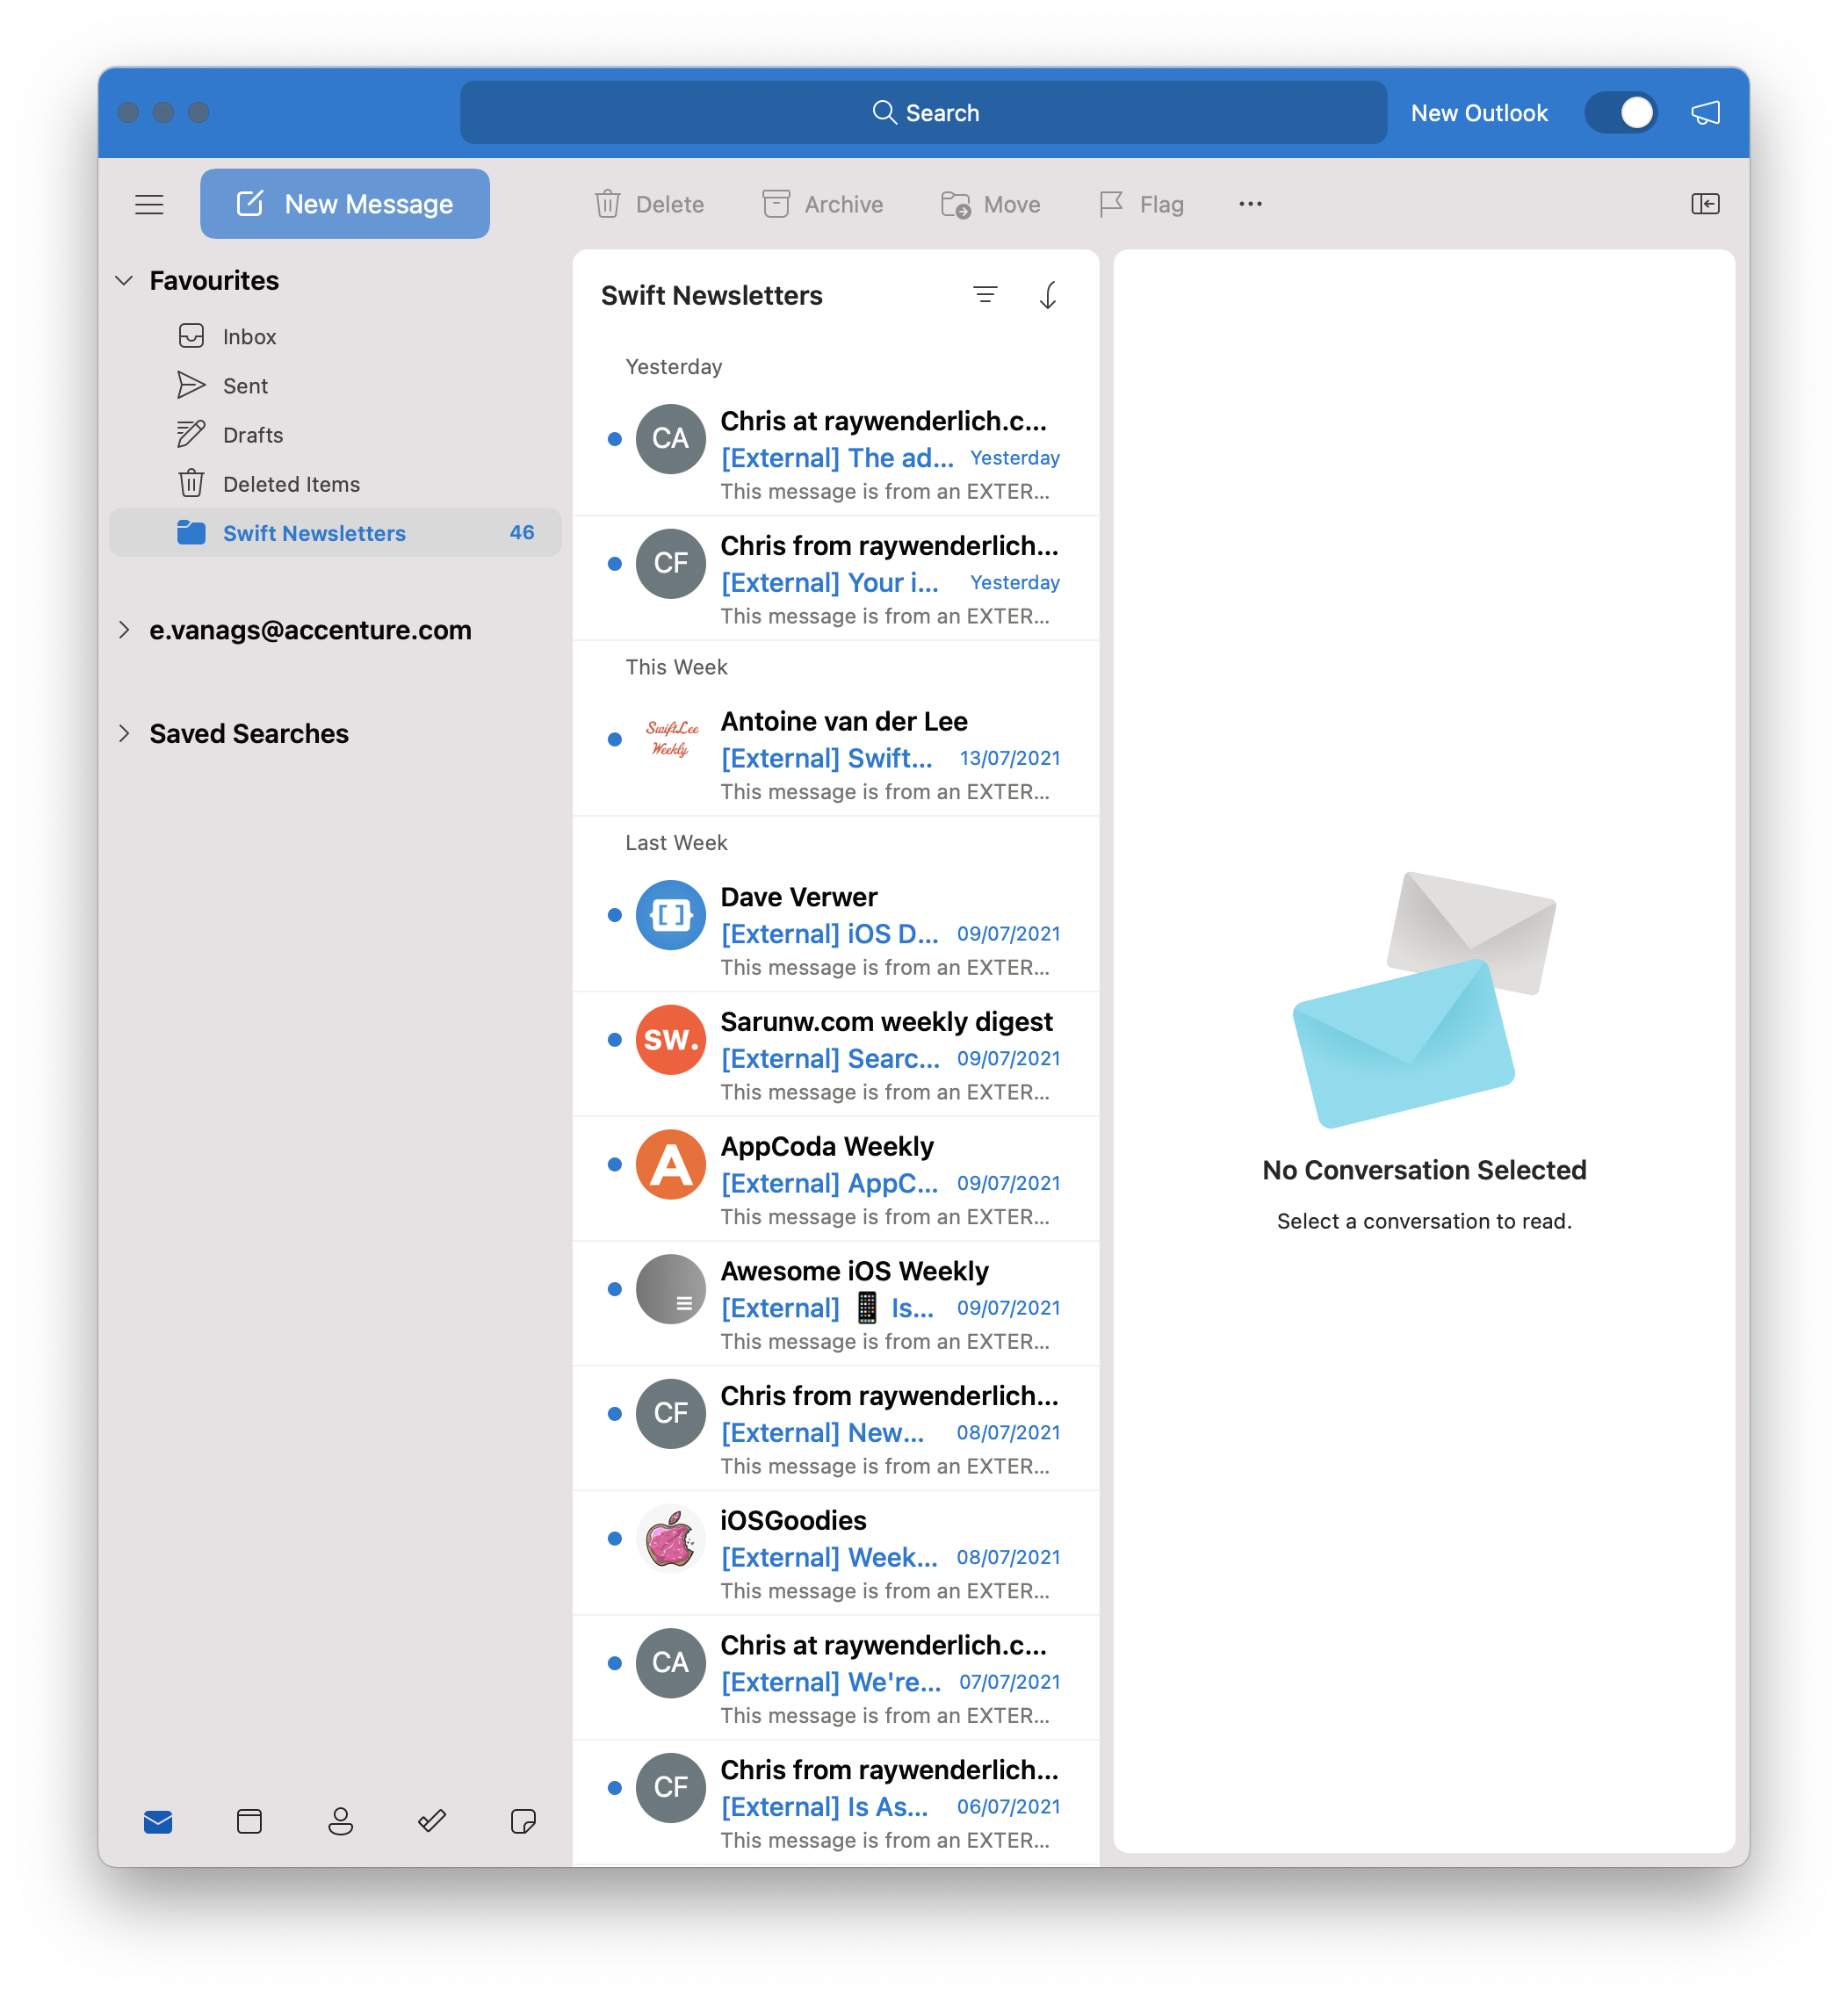 Search
New Outlook
New Message
Delete
Archive
Move
Flag
Favourites
Inbox
Sent
Drafts
Deleted Items
Swift Newsletters 46
e.vanags@accenture.com
Saved Searches
Swift Newsletters
Yesterday
CA
Chris at raywenderlich.c...
[External] The ad... Yesterday
This message is from an EXTER...
CF
Chris from raywenderlich...
[External] Your i... Yesterday
This message is from an EXTER...
This Week
SwiftLee
Weekly
Antoine van der Lee
[External] Swift... 13/07/2021
This message is from an EXTER...
Last Week
Dave Verwer
[External] iOS D... 09/07/2021
This message is from an EXTER...
SW.
Sarunw.com weekly digest
[External] Searc... 09/07/2021
This message is from an EXTER...
A
AppCoda Weekly
[External] AppC... 09/07/2021
This message is from an EXTER...
Awesome iOS Weekly
[External] 📱 Is... 09/07/2021
This message is from an EXTER...
CF
Chris from raywenderlich...
[External] New... 08/07/2021
This message is from an EXTER...
iOSGoodies
[External] Week... 08/07/2021
This message is from an EXTER...
CA
Chris at raywenderlich.c...
[External] We're... 07/07/2021
This message is from an EXTER...
CF
Chris from raywenderlich...
[External] Is As... 06/07/2021
This message is from an EXTER...
No Conversation Selected
Select a conversation to read.